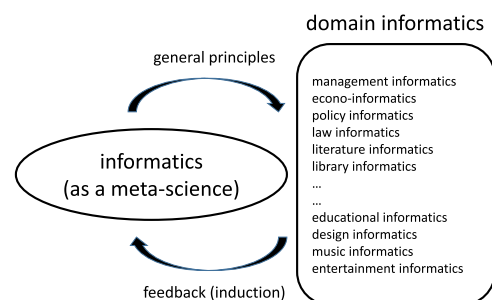 domain informatics
general principles
management informatics
econo-informatics
policy informatics
law informatics
literature informatics
library informatics
...
...
educational informatics
design informatics
music informatics
entertainment informatics
informatics
(as a meta-science)
feedback (induction)